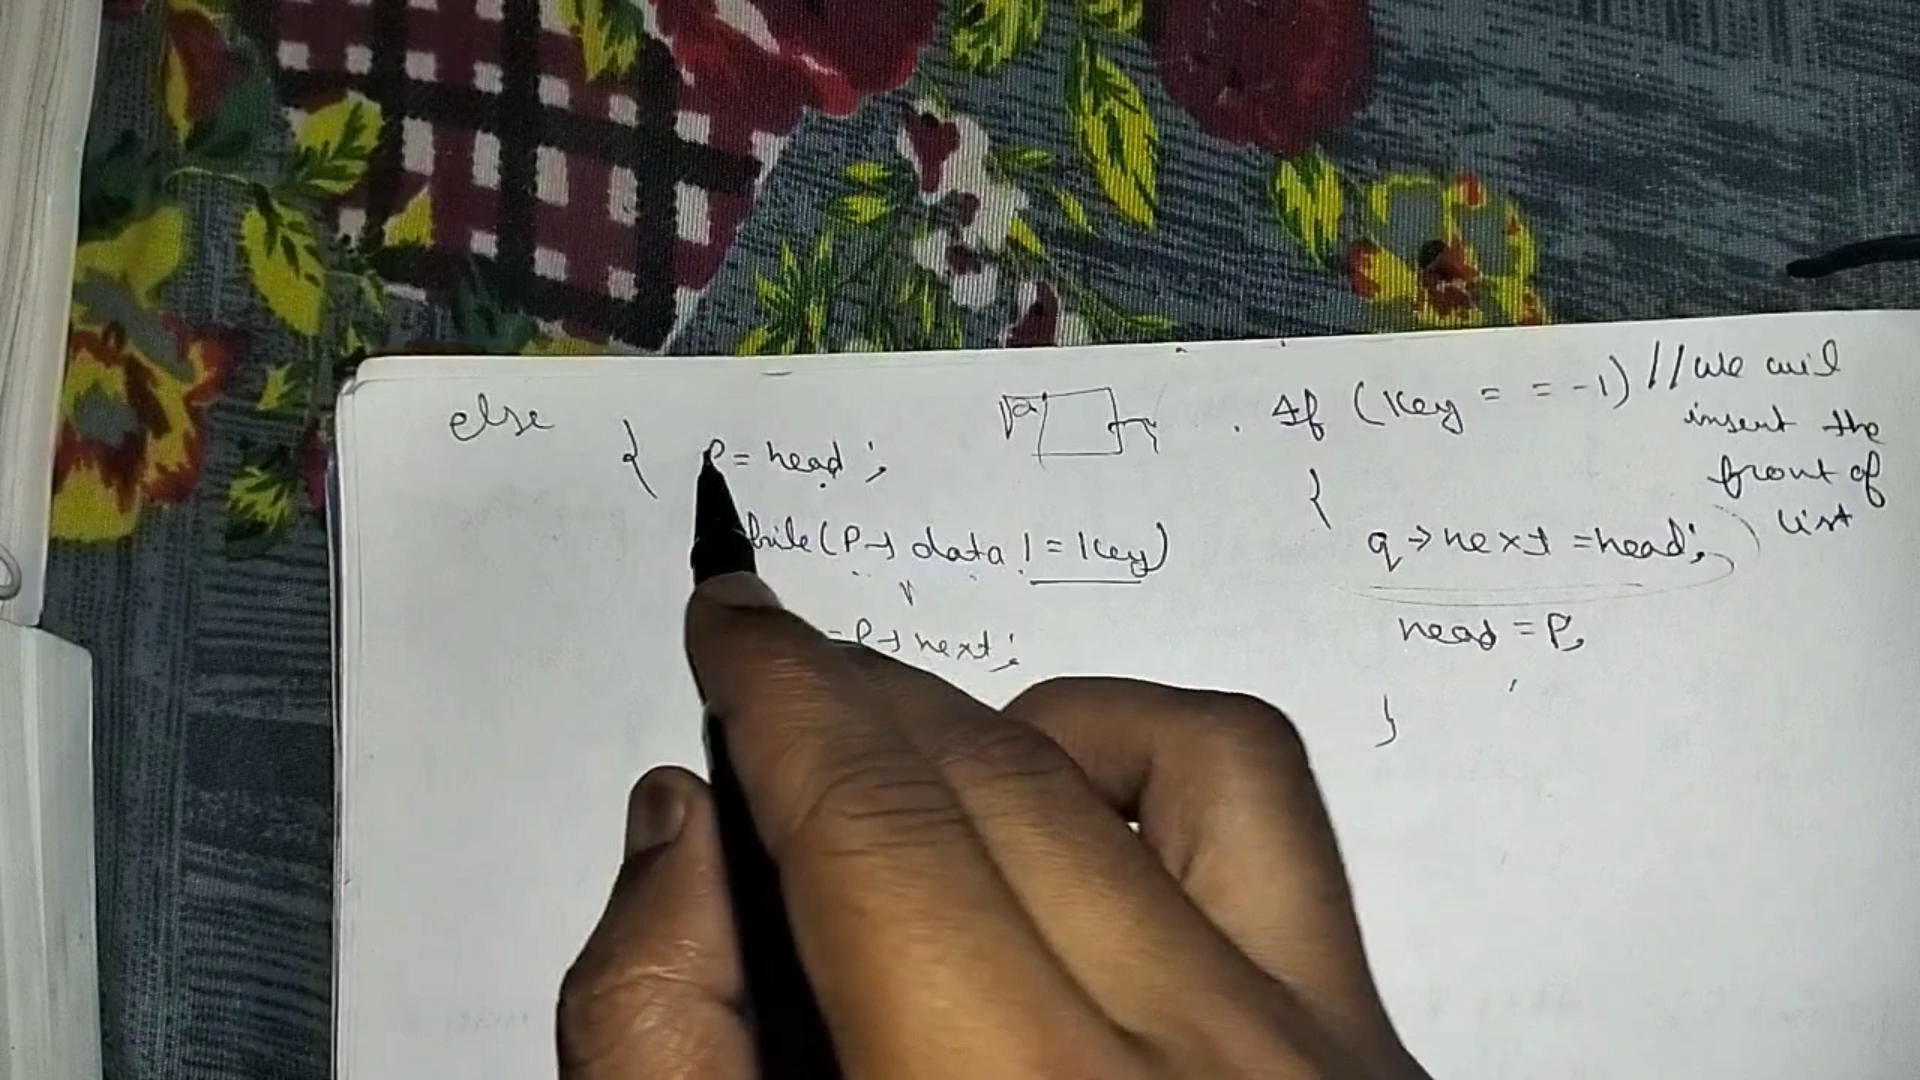 else
{ P = head ;
while (P → data ! = Key)
= P → next ;
a
. If (Key = = -1) // we will
insert the
front of
list
{
q → next = head ;
head = P,
}